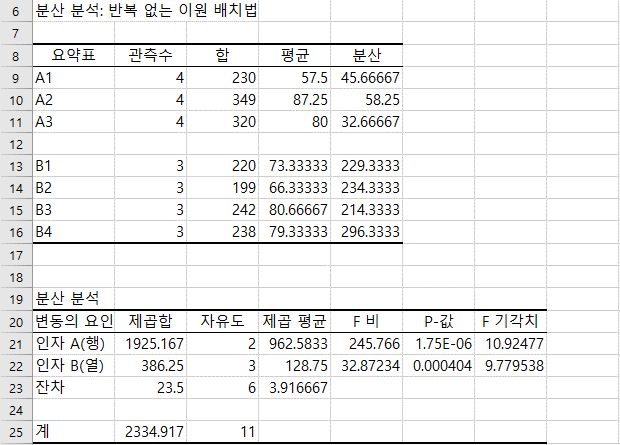 6 분산 분석: 반복 없는 이원 배치법
7
8 요약표 관측수 합 평균 분산
9 A1 4 230 57.5 45.66667
10 A2 4 349 87.25 58.25
11 A3 4 320 80 32.66667
12
13 B1 3 220 73.33333 229.3333
14 B2 3 199 66.33333 234.3333
15 B3 3 242 80.66667 214.3333
16 B4 3 238 79.33333 296.3333
17
18
19 분산 분석
20 변동의 요인 제곱합 자유도 제곱 평균 F 비 P-값 F 기각치
21 인자 A(행) 1925.167 2 962.5833 245.766 1.75E-06 10.92477
22 인자 B(열) 386.25 3 128.75 32.87234 0.000404 9.779538
23 잔차 23.5 6 3.916667
24
25 계 2334.917 11